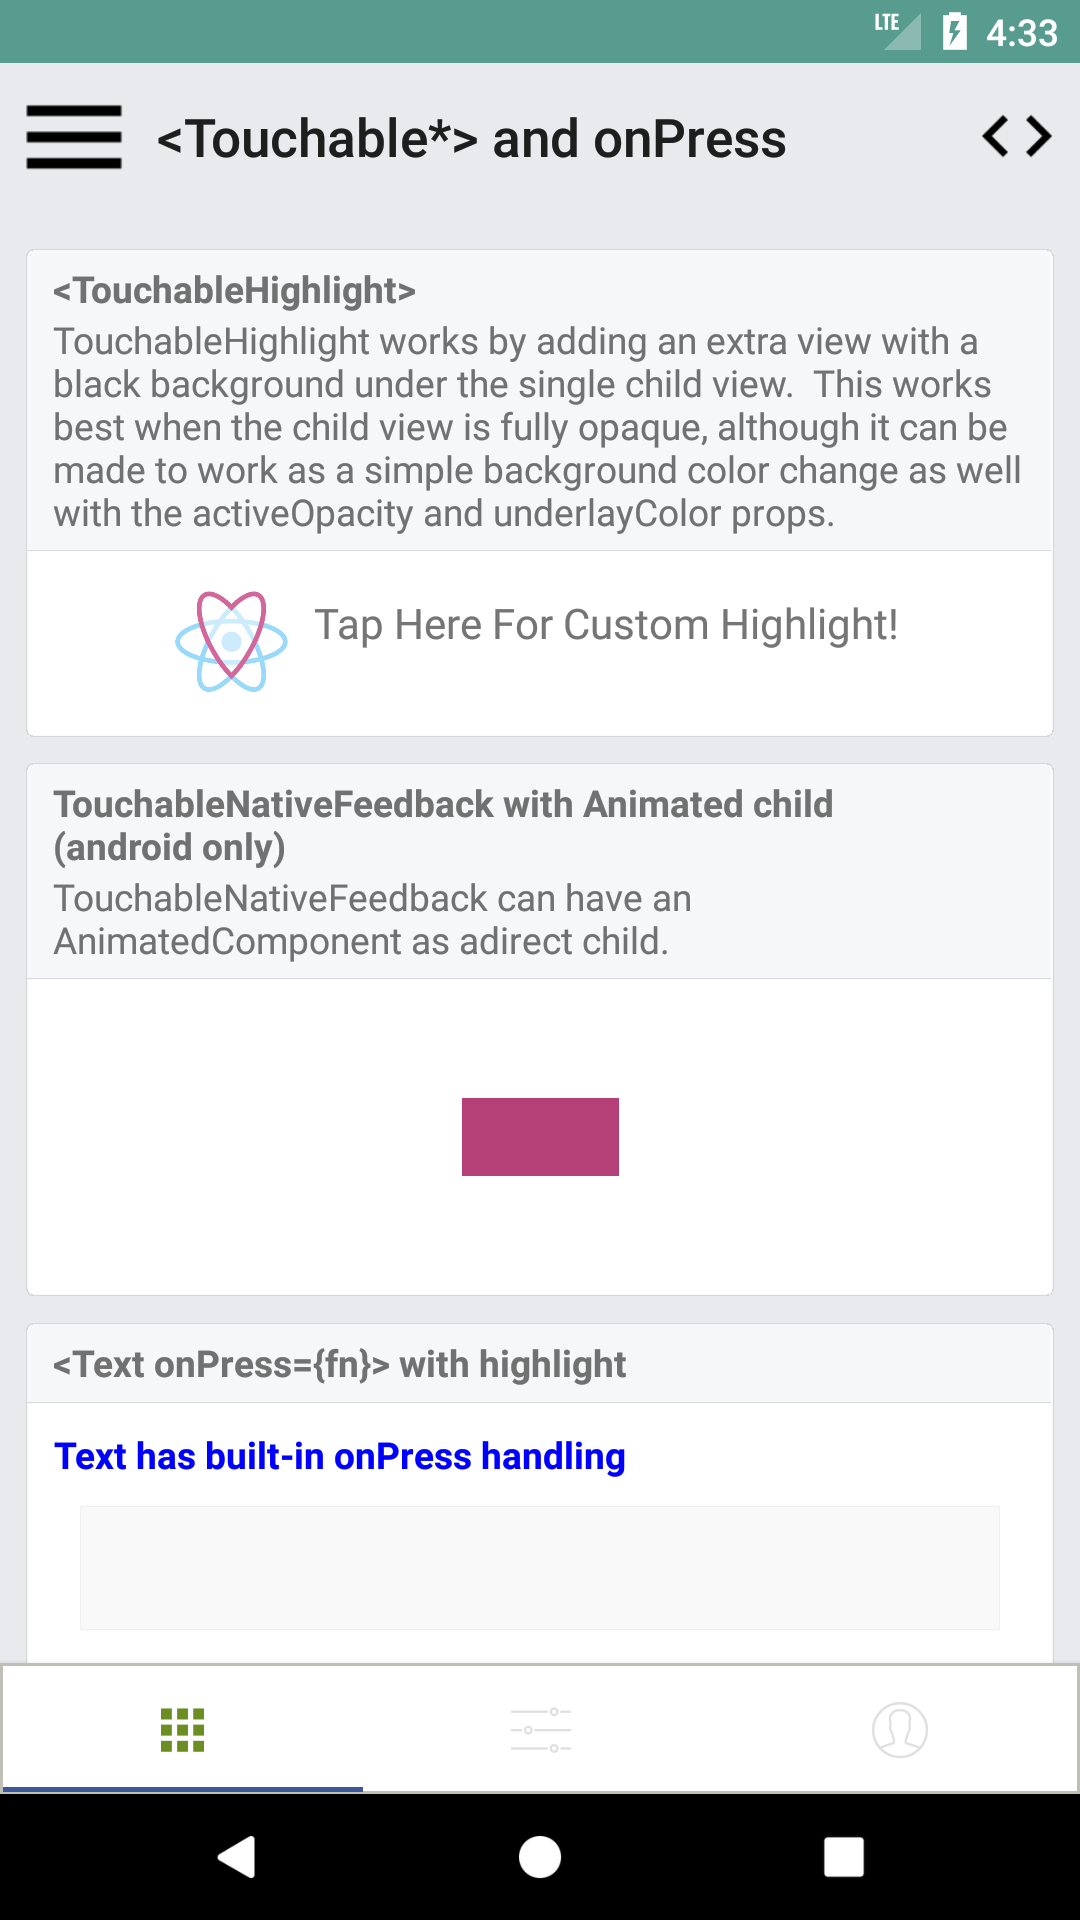 LTE 4:33
<Touchable*> and onPress
<TouchableHighlight>
TouchableHighlight works by adding an extra view with a
black background under the single child view.  This works
best when the child view is fully opaque, although it can be
made to work as a simple background color change as well
with the activeOpacity and underlayColor props.
Tap Here For Custom Highlight!
TouchableNativeFeedback with Animated child
(android only)
TouchableNativeFeedback can have an
AnimatedComponent as adirect child.
<Text onPress={fn}> with highlight
Text has built-in onPress handling